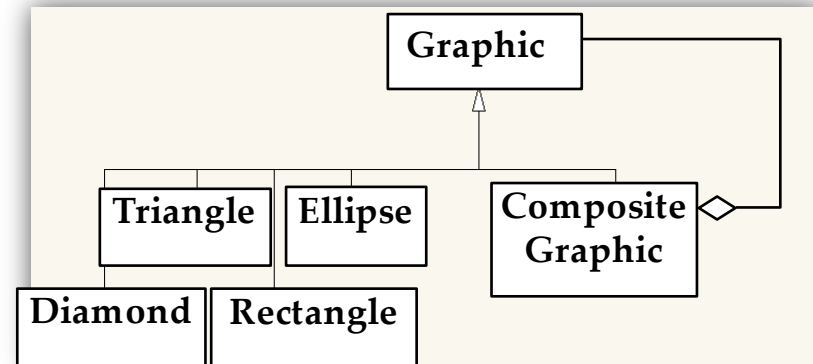 Graphic
Triangle
Ellipse
Composite
Graphic
Diamond
Rectangle